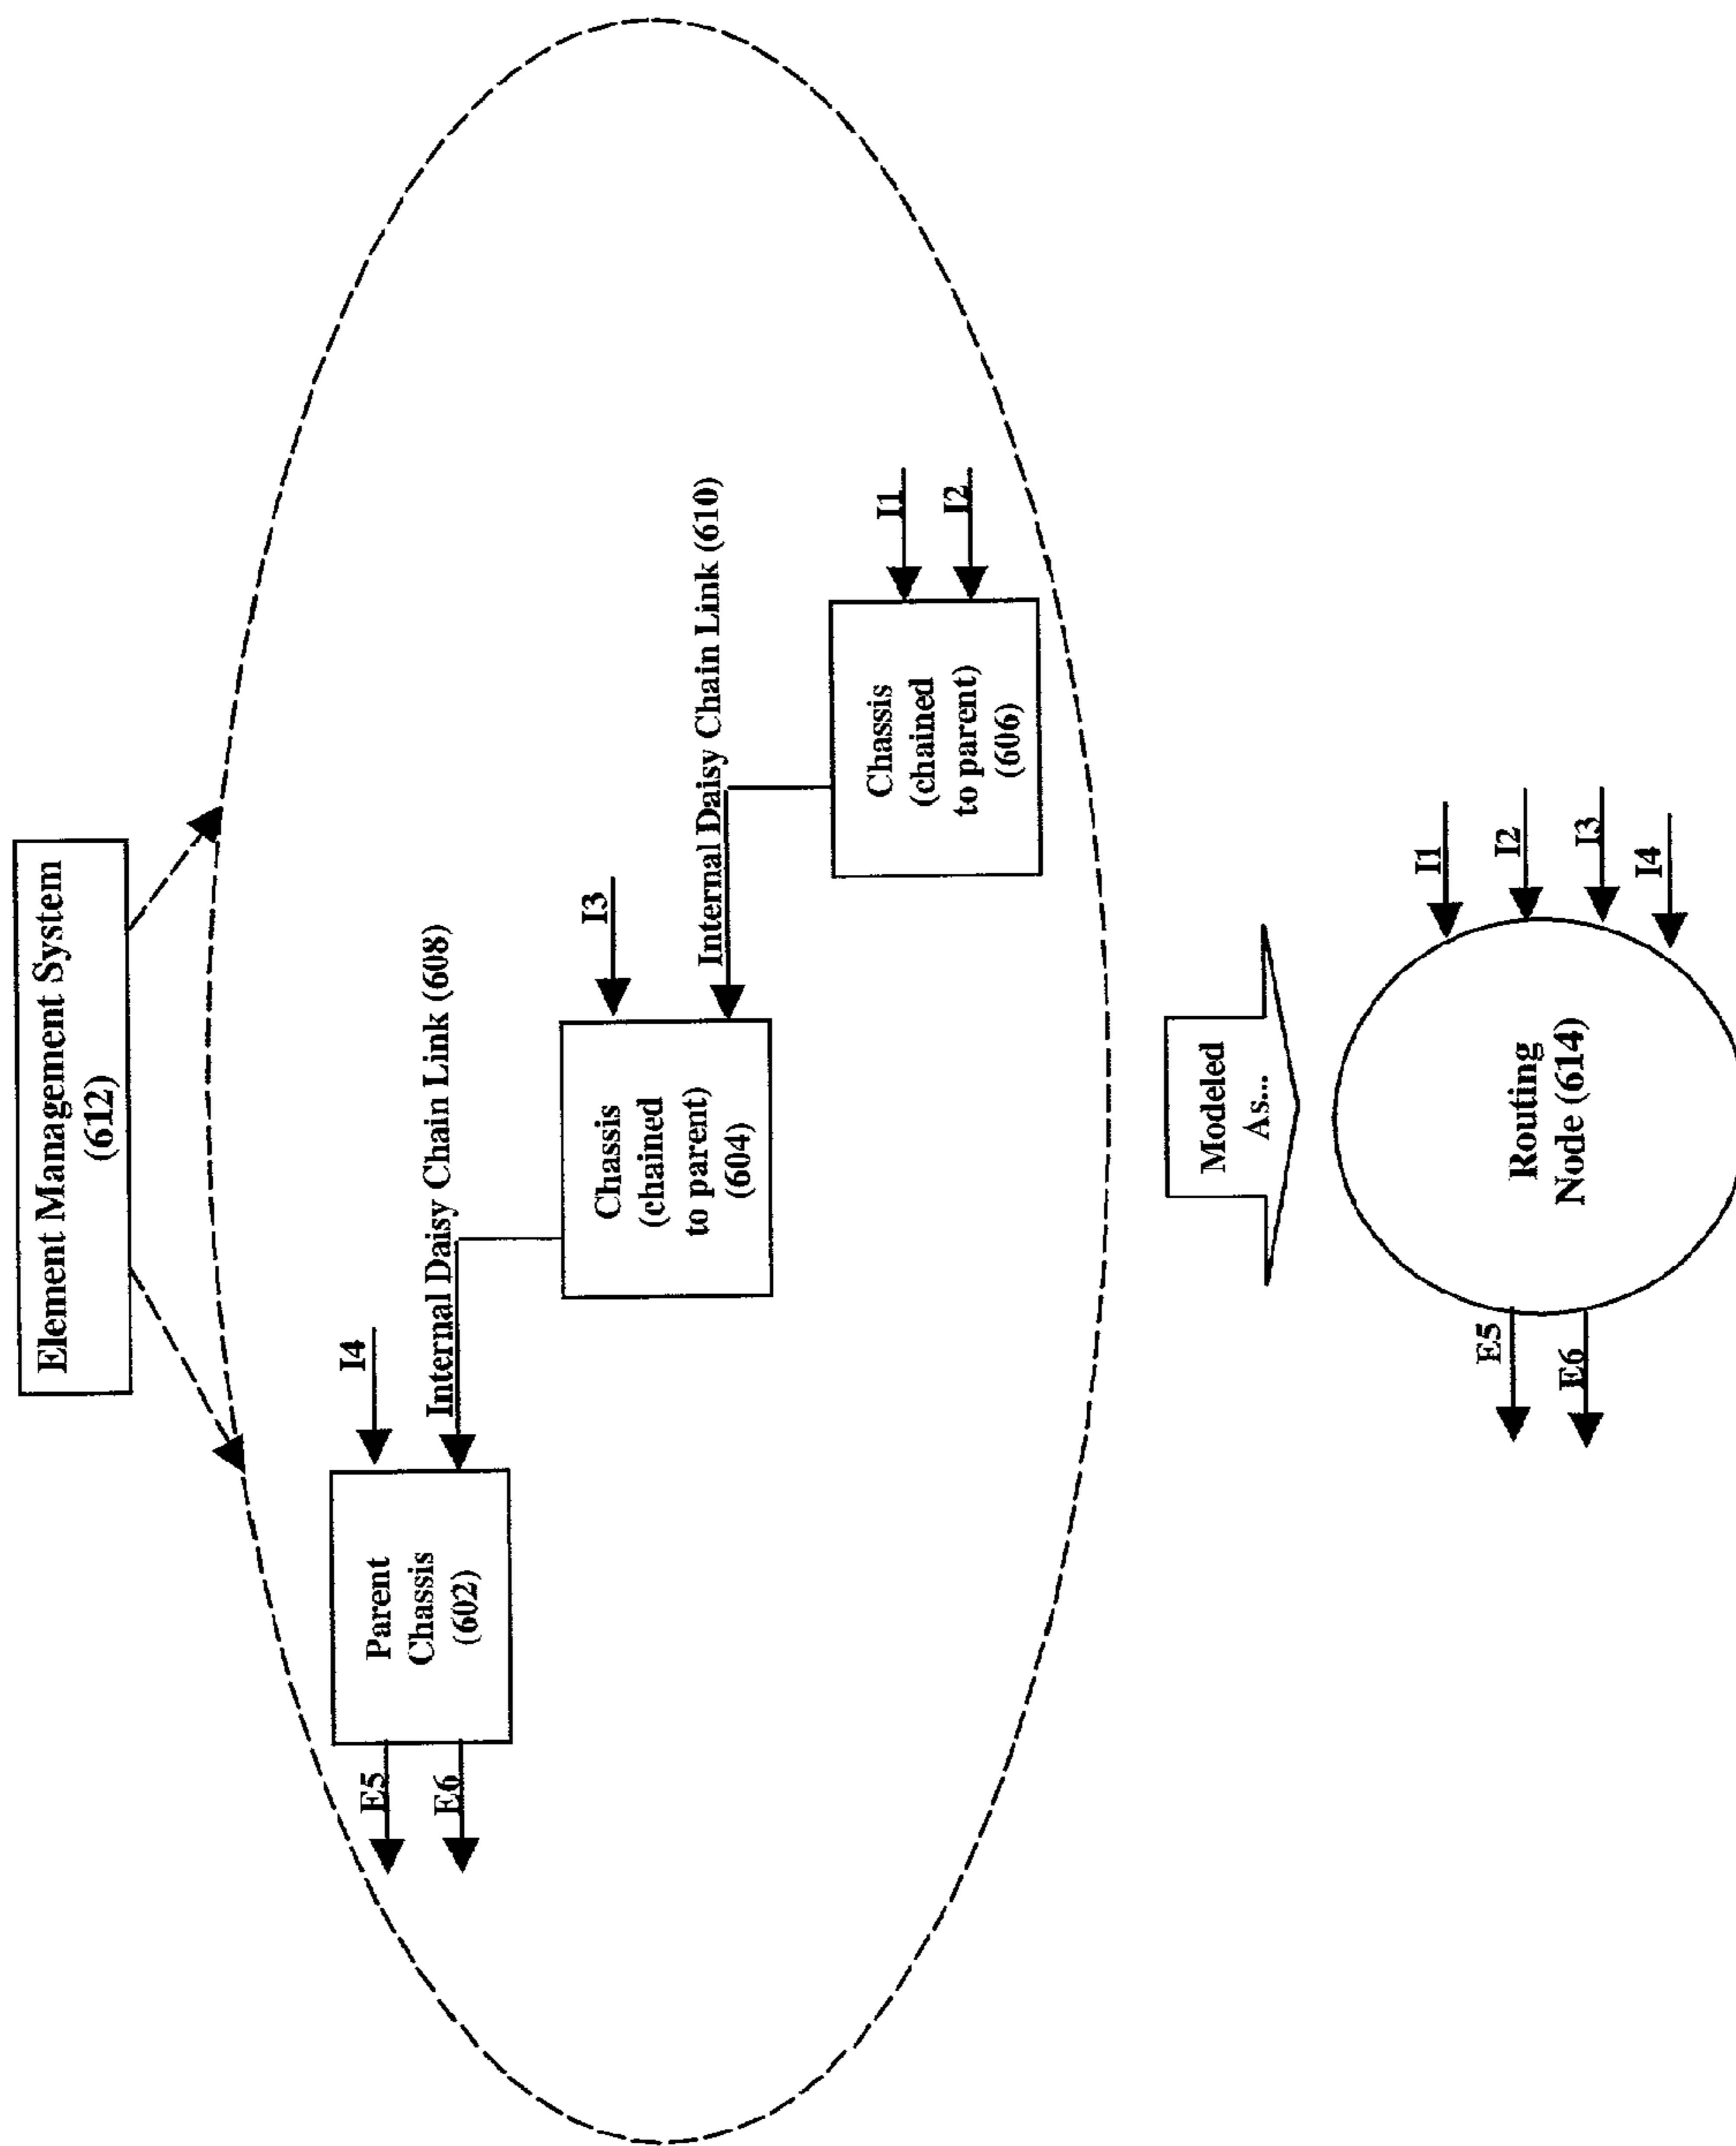 Element Management System
(612)
I4
E5
E6
Parent
Chassis
(602)
Internal Daisy Chain Link (608)
I3
Chassis
(chained
to parent)
(604)
Internal Daisy Chain Link (610)
I1
I2
Chassis
(chained
to parent)
(606)
Modeled
As...
E5
E6
Routing
Node (614)
I1
I2
I3
I4